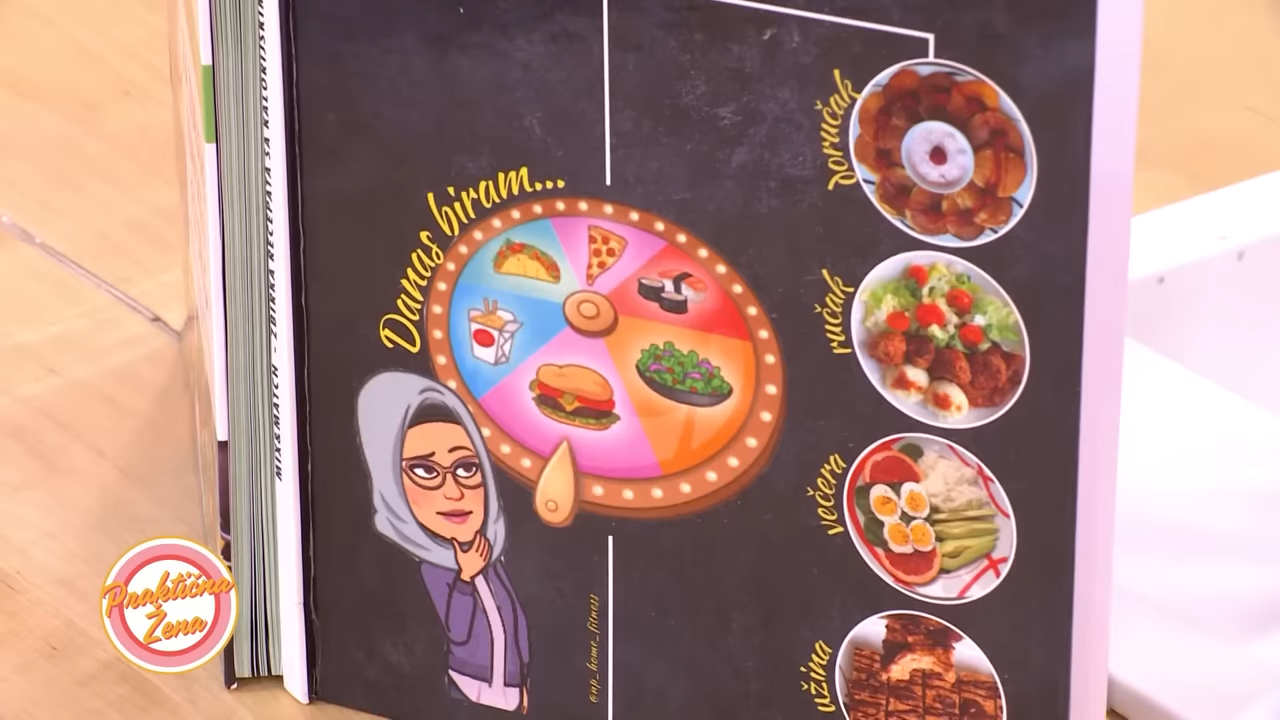 MIX&MATCH - ZBIRKA RECEPATA SA KALORIJSKIM
Danas biram...
doručak
ručak
večera
užina
@np_home_fitness
Praktična
Žena